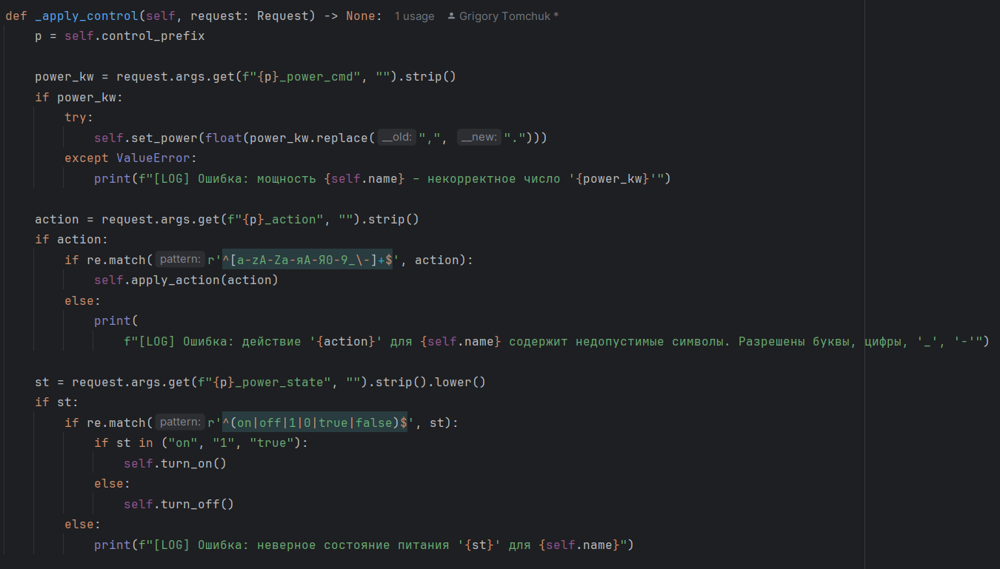 def _apply_control(self, request: Request) -> None: 1 usage Grigory Tomchuk *
    p = self.control_prefix

    power_kw = request.args.get(f"{p}_power_cmd", "").strip()
    if power_kw:
        try:
            self.set_power(float(power_kw.replace(__old: ",", __new: ".")))
        except ValueError:
            print(f"[LOG] Ошибка: мощность {self.name} – некорректное число '{power_kw}'")

    action = request.args.get(f"{p}_action", "").strip()
    if action:
        if re.match(pattern: r'^[a-zA-Za-яА-Я0-9_\-]+$', action):
            self.apply_action(action)
        else:
            print(
                f"[LOG] Ошибка: действие '{action}' для {self.name} содержит недопустимые символы. Разрешены буквы, цифры, '_', '-'")

    st = request.args.get(f"{p}_power_state", "").strip().lower()
    if st:
        if re.match(pattern: r'^(on|off|1|0|true|false)$', st):
            if st in ("on", "1", "true"):
                self.turn_on()
            else:
                self.turn_off()
        else:
            print(f"[LOG] Ошибка: неверное состояние питания '{st}' для {self.name}")